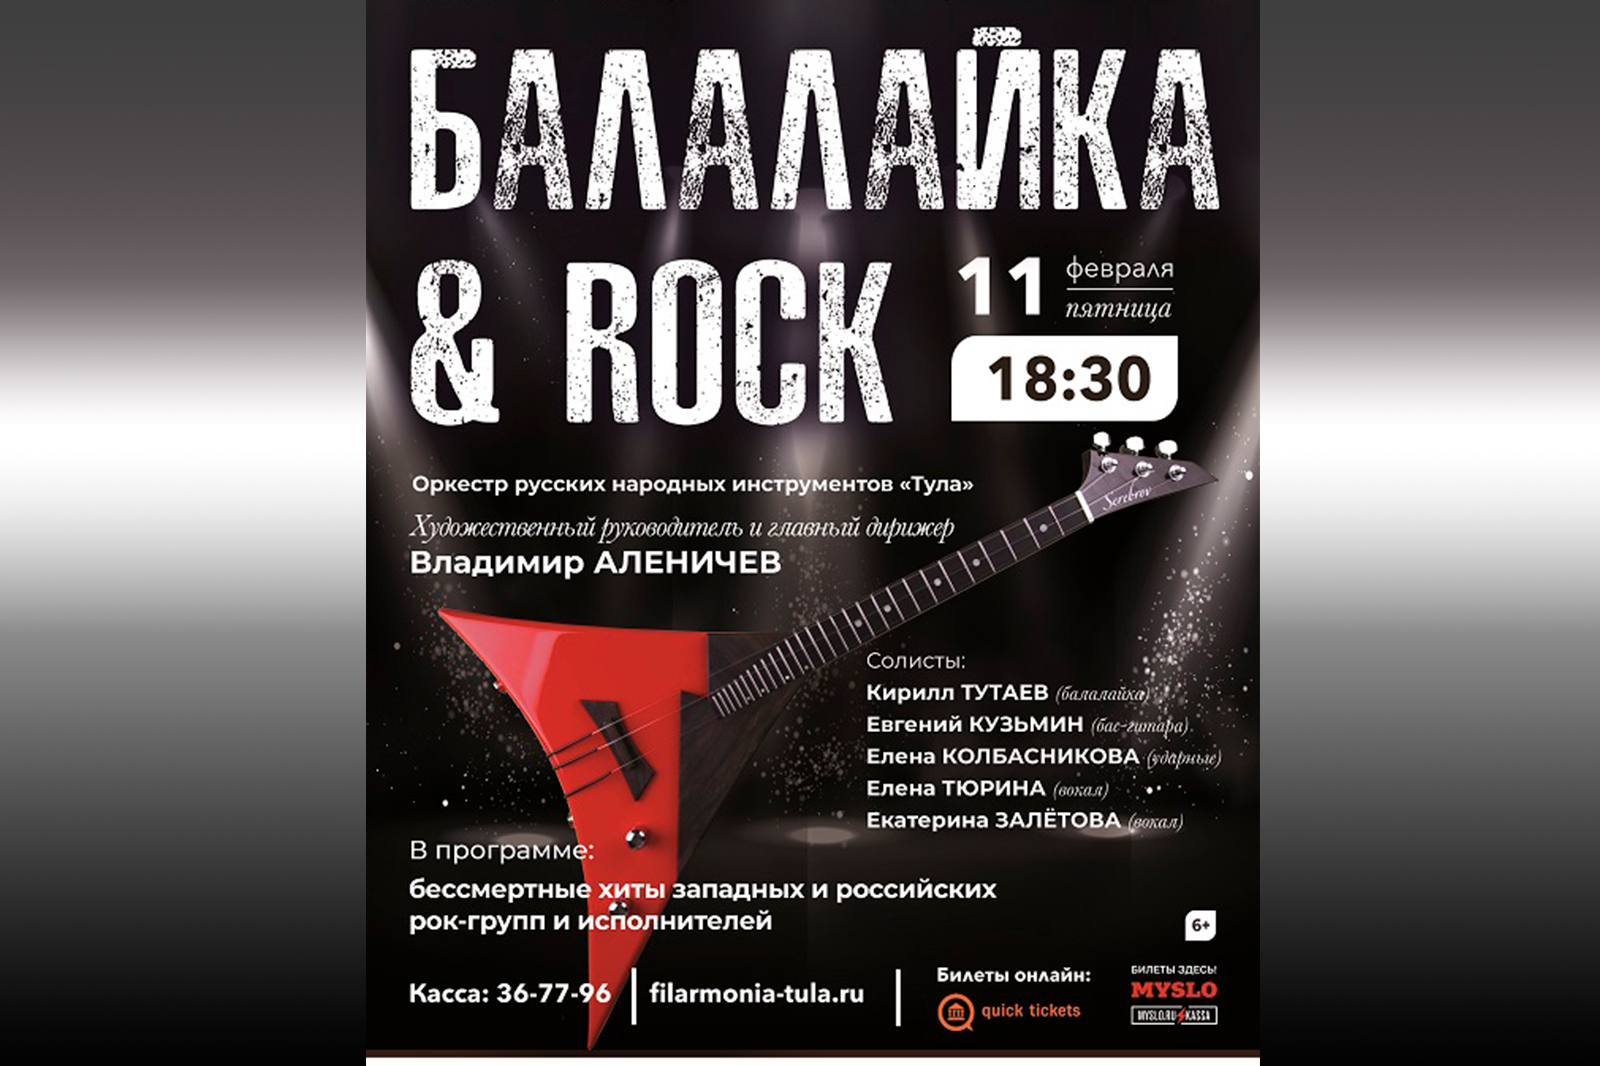 БАЛАЛАЙКА
& ROCK
11 февраля
пятница
18:30
Оркестр русских народных инструментов «Тула»
Художественный руководитель и главный дирижер
Владимир АЛЕНИЧЕВ
Serebrov
Солисты:
Кирилл ТУТАЕВ (балалайка)
Евгений КУЗЬМИН (бас-гитара)
Елена КОЛБАСНИКОВА (ударные)
Елена ТЮРИНА (вокал)
Екатерина ЗАЛЁТОВА (вокал)
В программе:
бессмертные хиты западных и российских
рок-групп и исполнителей
6+
Касса: 36-77-96
filarmonia-tula.ru
Билеты онлайн:
quick tickets
БИЛЕТЫ ЗДЕСЬ!
MYSLO
MYSLO.RU KASSA